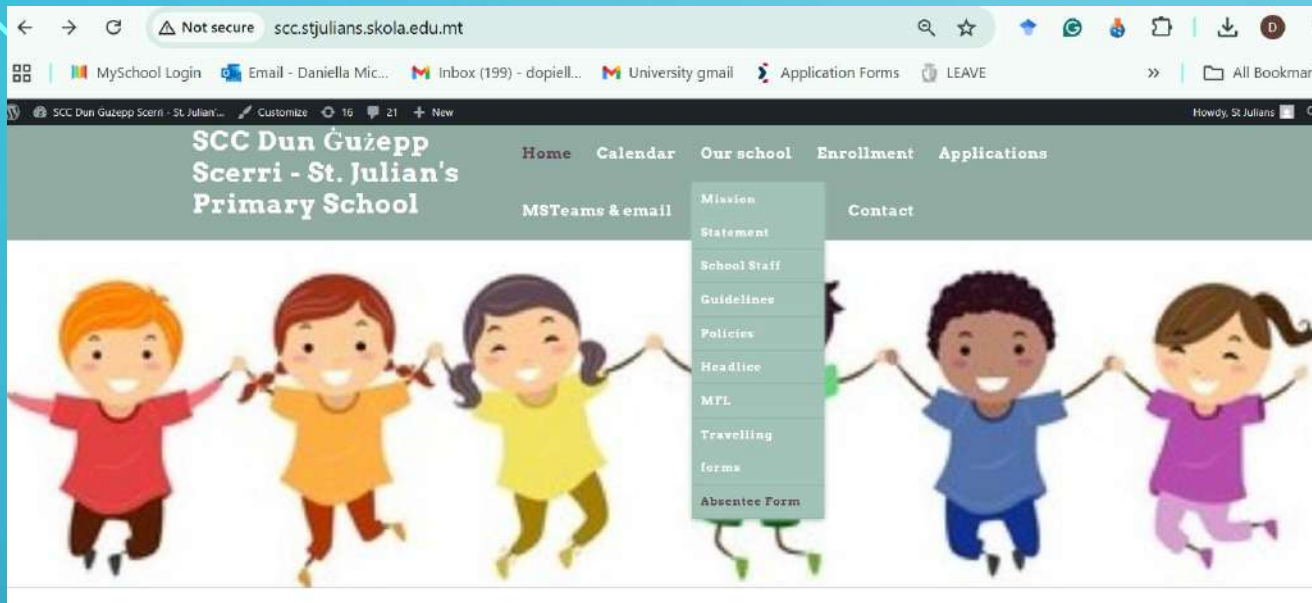 Not secure scc.stjulians.skola.edu.mt
D
MySchool Login Email - Daniella Mic... Inbox (199) - dopiell... University gmail Application Forms LEAVE » All Bookmar
SCC Dun Guzepp Scerri - St. Julian'... Customize 16 21 + New Howdy, St Julians
SCC Dun Ġużepp
Scerri - St. Julian's
Primary School
Home Calendar Our school Enrollment Applications
MSTeams & email Contact
Mission
Statement
School Staff
Guidelines
Policies
Headlice
MFL
Travelling
forms
Absentee Form